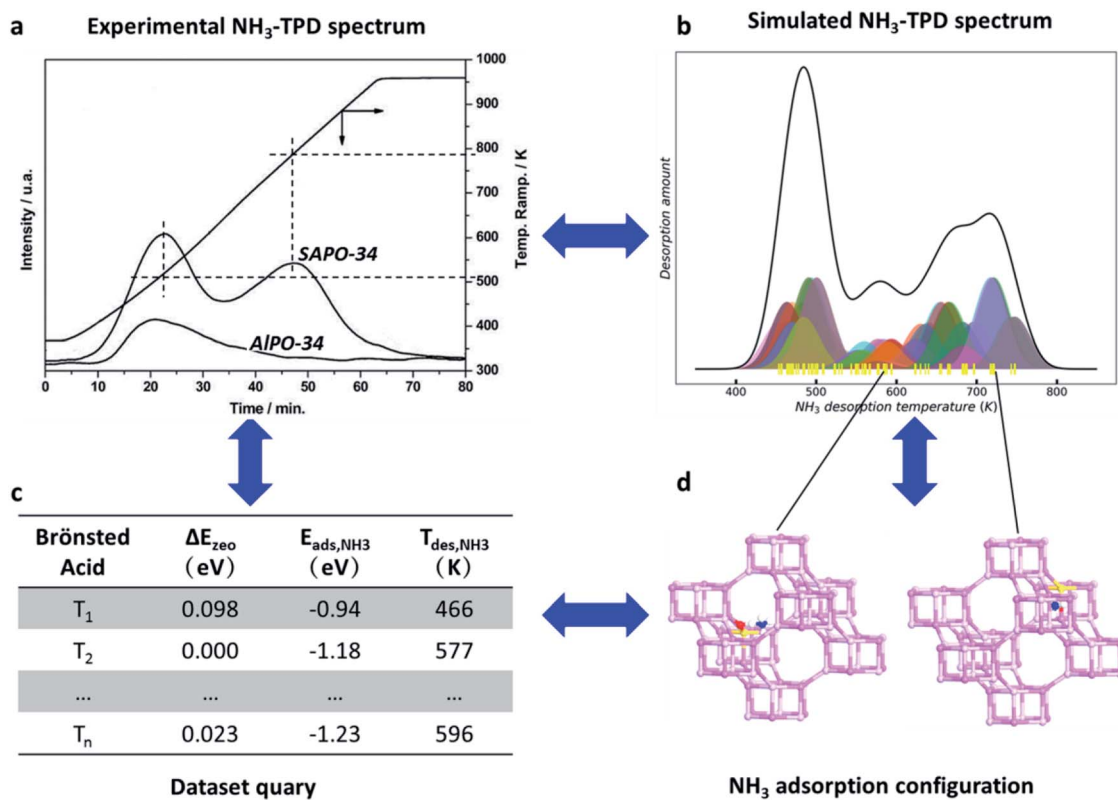 a
Experimental NH₃-TPD spectrum
Intensity / u.a.
1000
900
800
700
600
500
400
300
Temp. Ramp. / K
SAPO-34
AlPO-34
0 10 20 30 40 50 60 70 80
Time / min.
b
Simulated NH₃-TPD spectrum
Desorption amount
400 500 600 700 800
NH₃ desorption temperature (K)
c
Brönsted Acid ΔE_zeo (eV) E_ads,NH3 (eV) T_des,NH3 (K)
T₁ 0.098 -0.94 466
T₂ 0.000 -1.18 577
... ... ... ...
Tₙ 0.023 -1.23 596
Dataset quary
d
NH₃ adsorption configuration